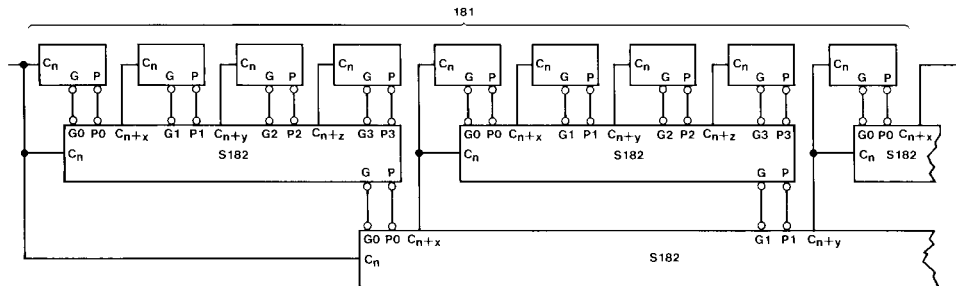 181
Cn G P Cn G P Cn G P Cn G P Cn G P Cn G P Cn G P Cn G P Cn G P
G0 P0 Cn+x G1 P1 Cn+y G2 P2 Cn+z G3 P3 G0 P0 Cn+x G1 P1 Cn+y G2 P2 Cn+z G3 P3 G0 P0 Cn+x
Cn S182 Cn S182 Cn S182
G P G P
G0 P0 Cn+x G1 P1 Cn+y
Cn S182